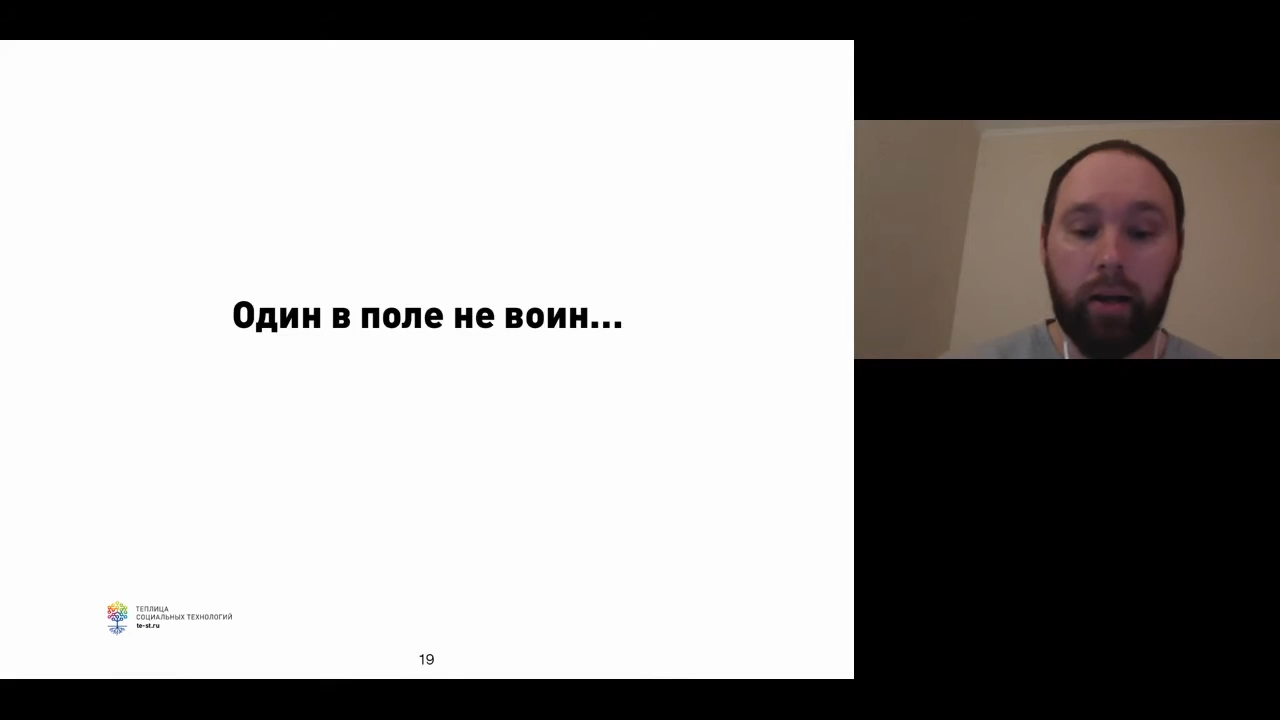 Один в поле не воин...
ТЕПЛИЦА
СОЦИАЛЬНЫХ ТЕХНОЛОГИЙ
te-st.ru
19